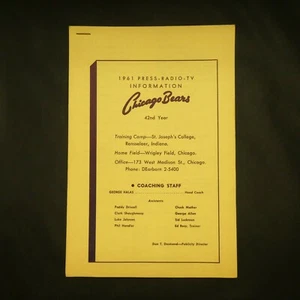 1961 PRESS-RADIO-TV
INFORMATION
Chicago Bears
42nd Year
Training Camp—St. Joseph's College,
Rensselaer, Indiana.
Home Field—Wrigley Field, Chicago.
Office—173 West Madison St., Chicago.
Phone: DEarborn 2-5400
● COACHING STAFF
GEORGE HALAS Head Coach
Assistants
Paddy Driscoll Chuck Mather
Clark Shaughnessy George Allen
Luke Johnsos Sid Luckman
Phil Handler Ed Rozy, Trainer
Dan T. Desmond—Publicity Director